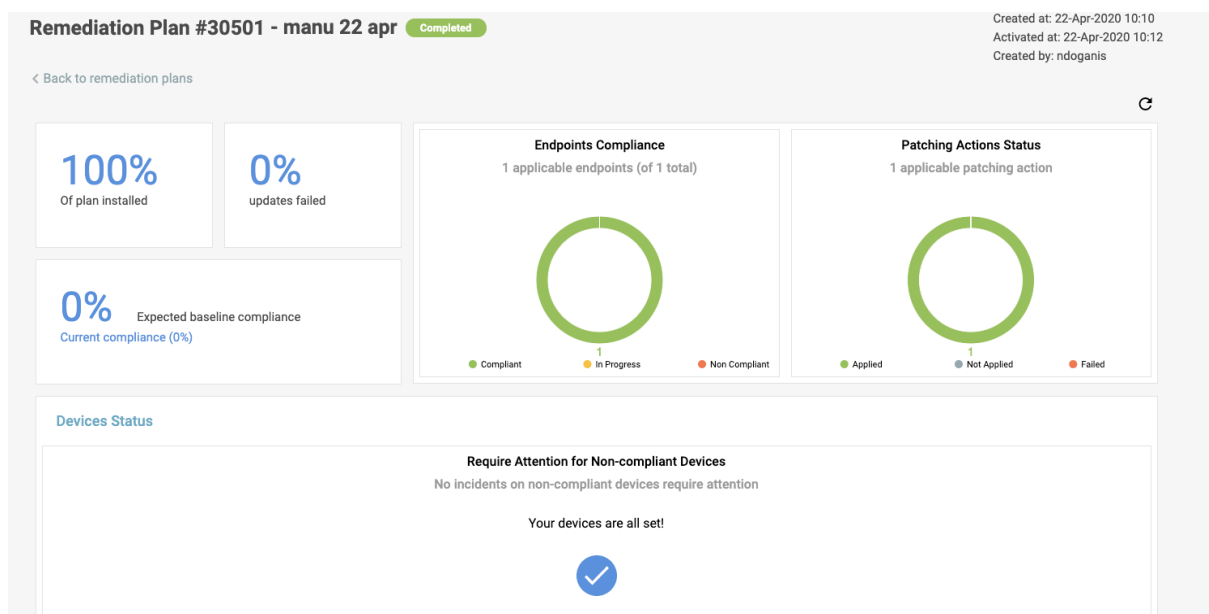 Remediation Plan #30501 - manu 22 apr Completed
Created at: 22-Apr-2020 10:10
Activated at: 22-Apr-2020 10:12
Created by: ndoganis
< Back to remediation plans
100%
Of plan installed
0%
updates failed
0% Expected baseline compliance
Current compliance (0%)
Endpoints Compliance
1 applicable endpoints (of 1 total)
1
Compliant In Progress Non Compliant
Patching Actions Status
1 applicable patching action
1
Applied Not Applied Failed
Devices Status
Require Attention for Non-compliant Devices
No incidents on non-compliant devices require attention
Your devices are all set!